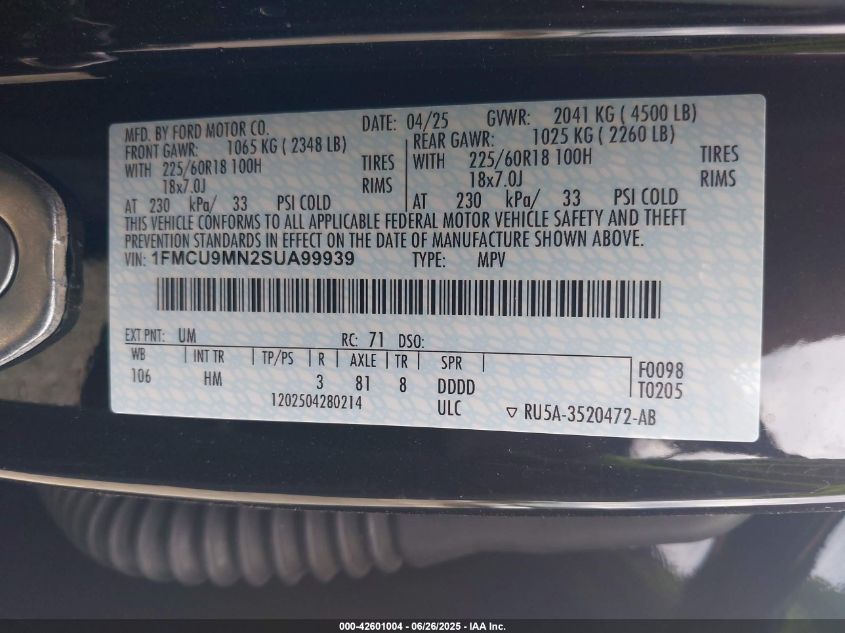 MFD. BY FORD MOTOR CO. DATE: 04/25 GVWR: 2041 KG ( 4500 LB)
FRONT GAWR: 1065 KG ( 2348 LB) REAR GAWR: 1025 KG ( 2260 LB)
WITH 225/60R18 100H TIRES WITH 225/60R18 100H TIRES
18x7.0J RIMS 18x7.0J RIMS
AT 230 kPa/ 33 PSI COLD AT 230 kPa/ 33 PSI COLD
THIS VEHICLE CONFORMS TO ALL APPLICABLE FEDERAL MOTOR VEHICLE SAFETY AND THEFT
PREVENTION STANDARDS IN EFFECT ON THE DATE OF MANUFACTURE SHOWN ABOVE.
VIN: 1FMCU9MN2SUA99939 TYPE: MPV
EXT PNT: UM RC: 71 DSO:
WB INT TR TP/PS R AXLE TR SPR F0098
106 HM 3 81 8 DDDD T0205
1202504280214 ULC ▽ RU5A-3520472-AB
000-42601004 - 06/26/2025 - IAA Inc.